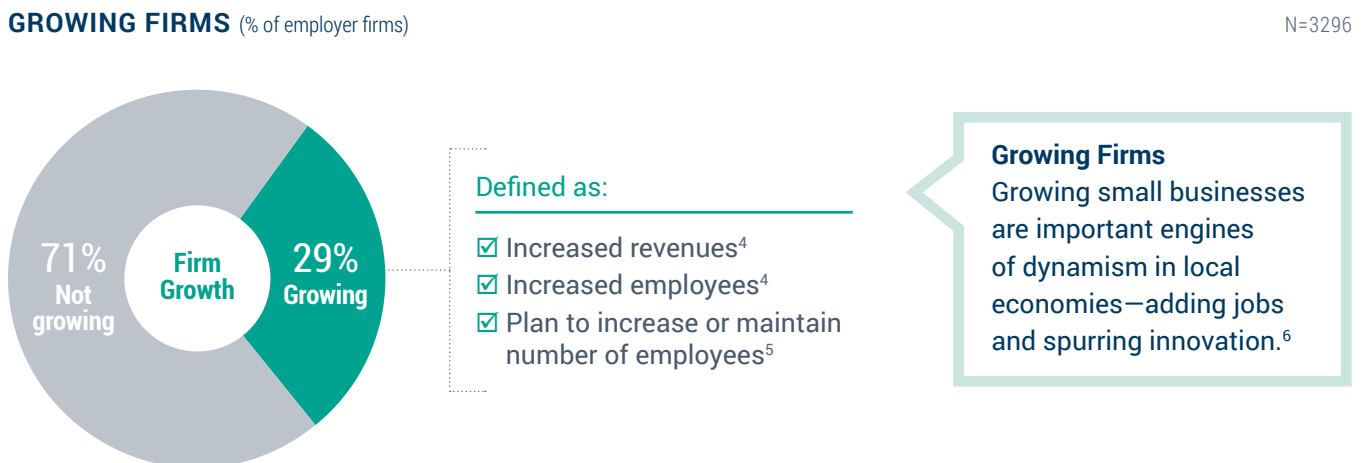 GROWING FIRMS (% of employer firms)
N=3296
71%
Not
growing
Firm
Growth
29%
Growing
Defined as:
☑ Increased revenues⁴
☑ Increased employees⁴
☑ Plan to increase or maintain
number of employees⁵
Growing Firms
Growing small businesses
are important engines
of dynamism in local
economies—adding jobs
and spurring innovation.⁶